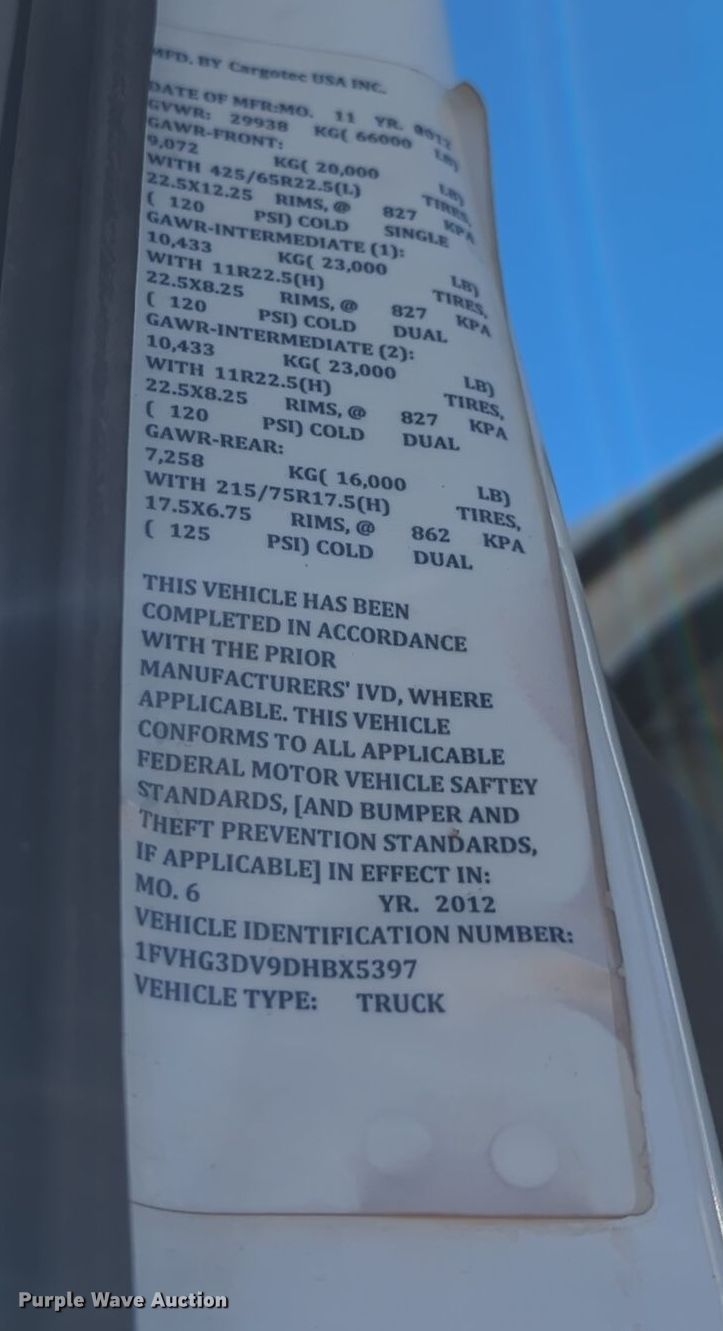 MFD. BY Cargotec USA INC.
DATE OF MFR:MO. 11 YR. 2012
GVWR: 29938 KG( 66000 LB)
GAWR-FRONT:
9,072 KG( 20,000 LB)
WITH 425/65R22.5(L) TIRES,
22.5X12.25 RIMS, @ 827 KPA
( 120 PSI) COLD SINGLE
GAWR-INTERMEDIATE (1):
10,433 KG( 23,000 LB)
WITH 11R22.5(H) TIRES,
22.5X8.25 RIMS, @ 827 KPA
( 120 PSI) COLD DUAL
GAWR-INTERMEDIATE (2):
10,433 KG( 23,000 LB)
WITH 11R22.5(H) TIRES,
22.5X8.25 RIMS, @ 827 KPA
( 120 PSI) COLD DUAL
GAWR-REAR:
7,258 KG( 16,000 LB)
WITH 215/75R17.5(H) TIRES,
17.5X6.75 RIMS, @ 862 KPA
( 125 PSI) COLD DUAL
THIS VEHICLE HAS BEEN
COMPLETED IN ACCORDANCE
WITH THE PRIOR
MANUFACTURERS' IVD, WHERE
APPLICABLE. THIS VEHICLE
CONFORMS TO ALL APPLICABLE
FEDERAL MOTOR VEHICLE SAFTEY
STANDARDS, [AND BUMPER AND
THEFT PREVENTION STANDARDS,
IF APPLICABLE] IN EFFECT IN:
MO. 6 YR. 2012
VEHICLE IDENTIFICATION NUMBER:
1FVHG3DV9DHBX5397
VEHICLE TYPE: TRUCK
Purple Wave Auction